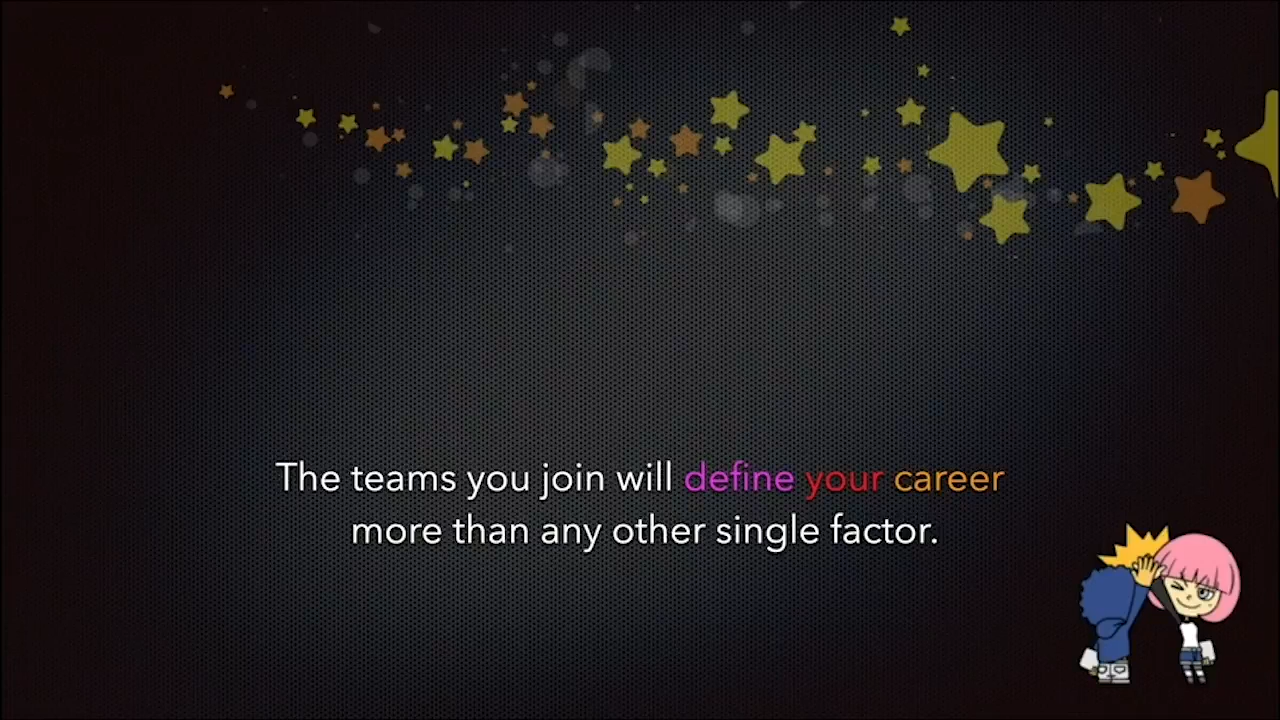 The teams you join will define your career
more than any other single factor.